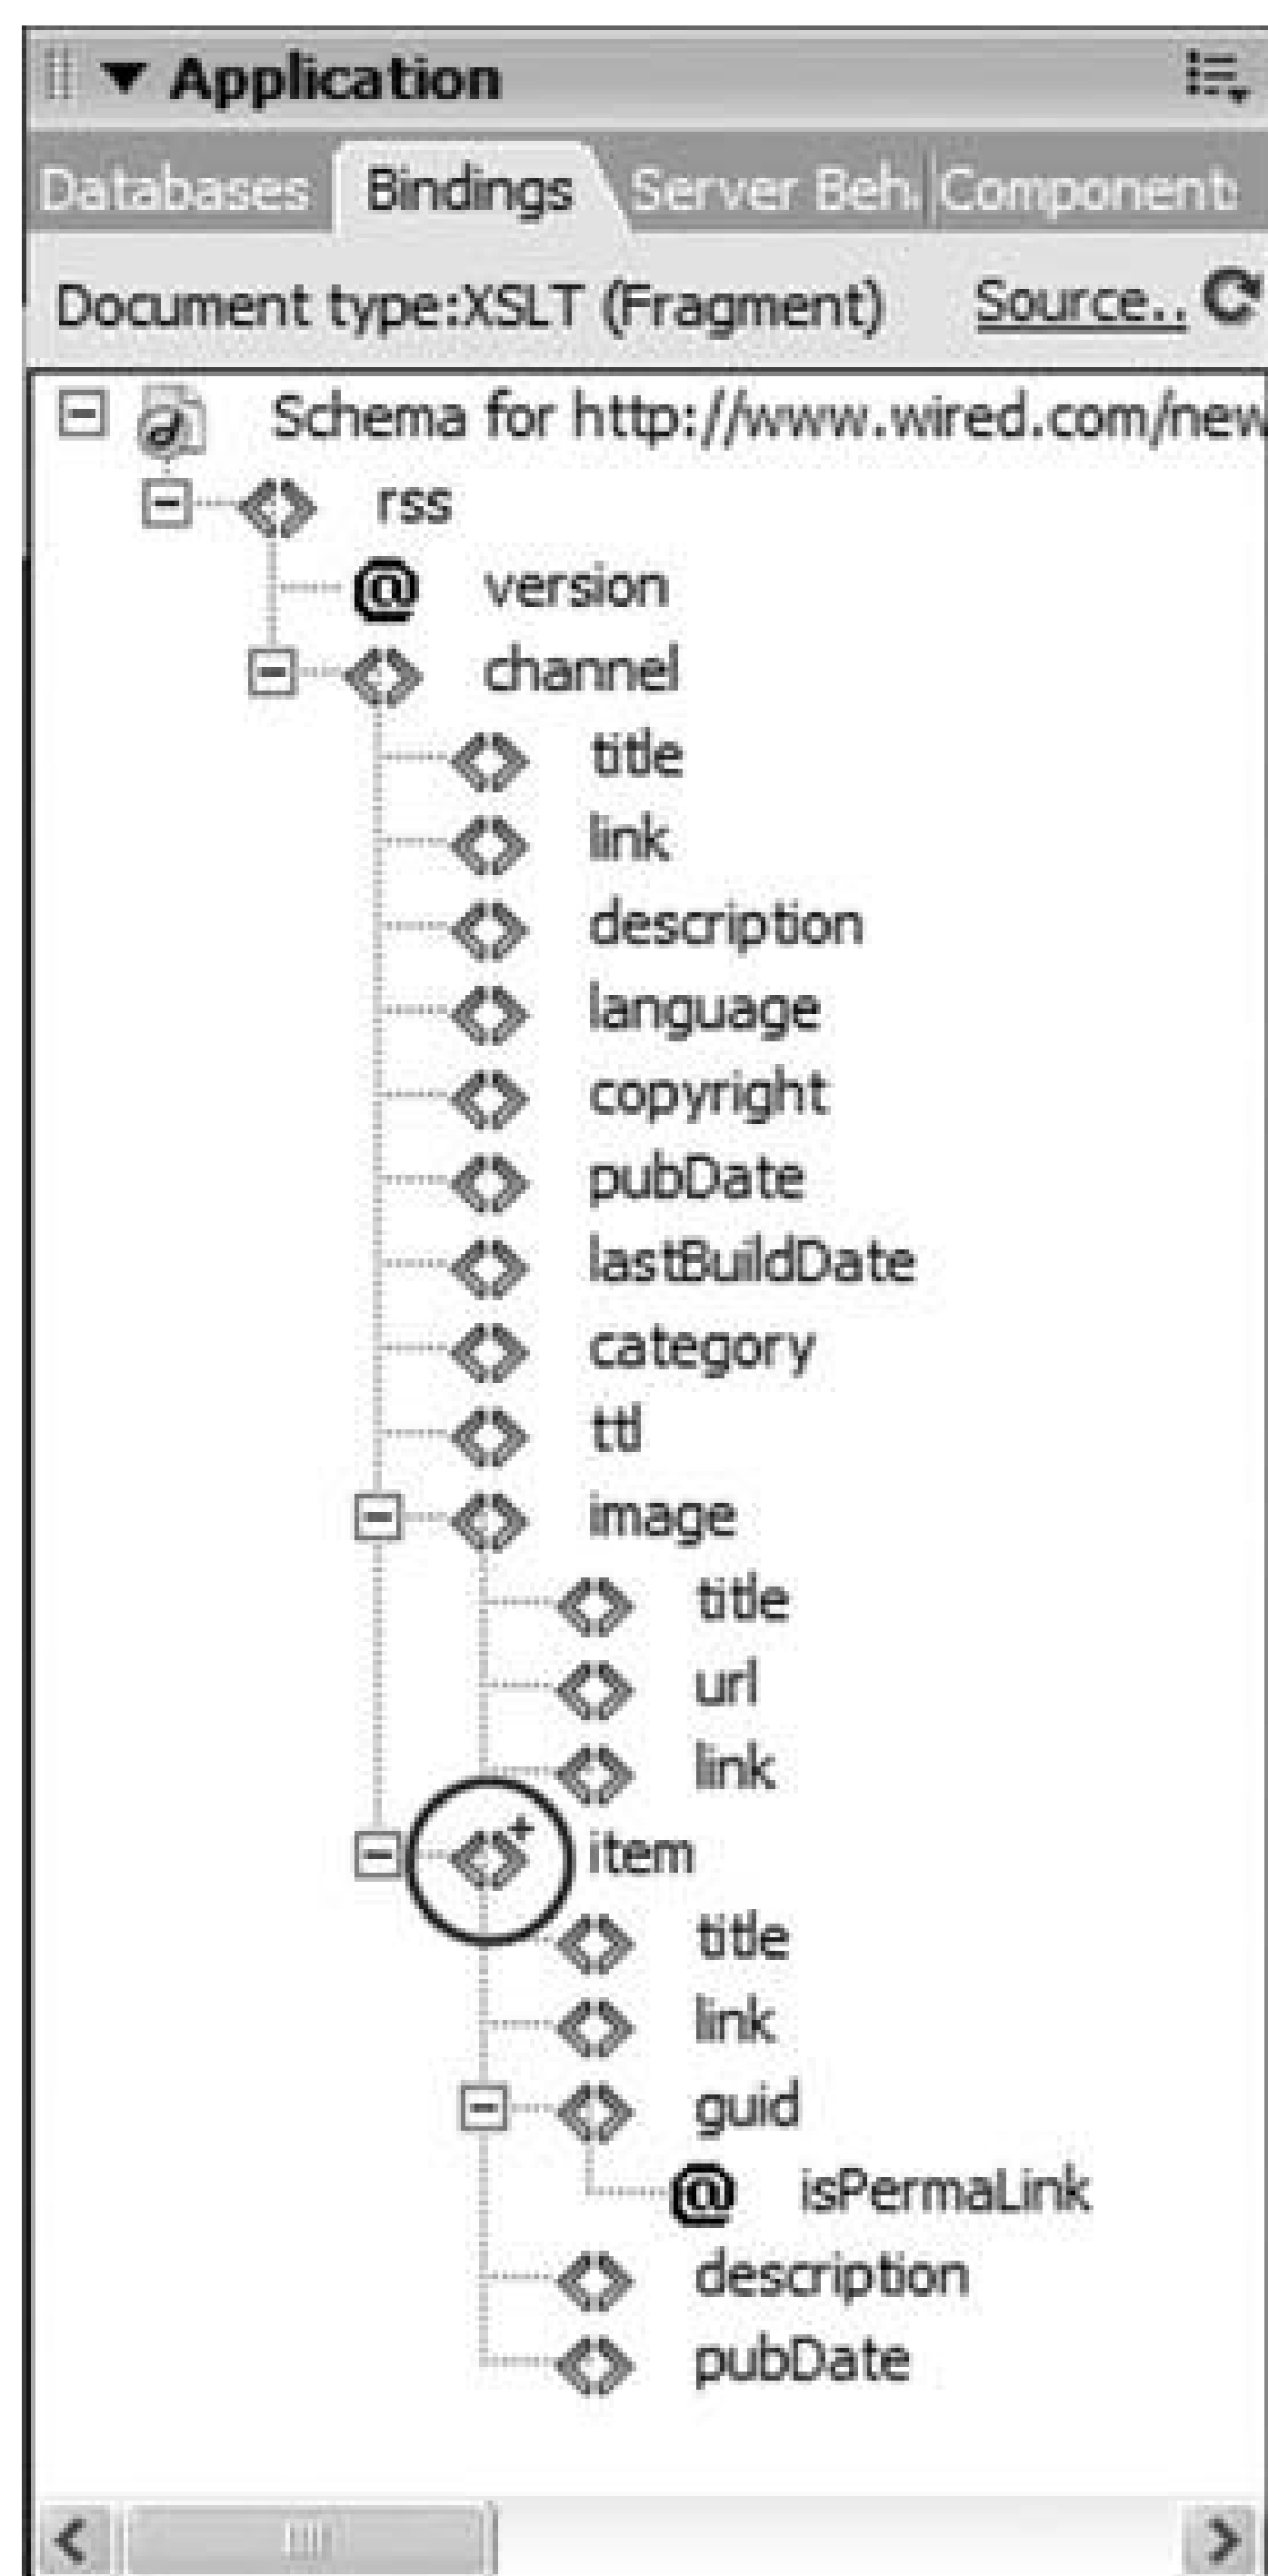 Application
Databases Bindings Server Beh. Component
Document type:XSLT (Fragment) Source..
Schema for http://www.wired.com/new
rss
@ version
channel
title
link
description
language
copyright
pubDate
lastBuildDate
category
ttl
image
title
url
link
item
title
link
guid
@ isPermaLink
description
pubDate